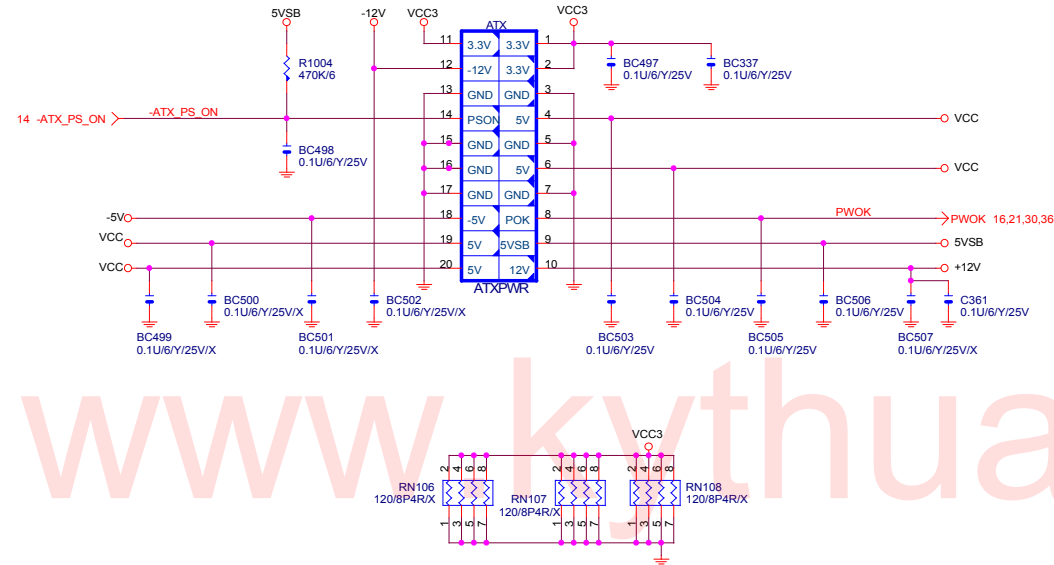 5VSB
-12V
VCC3
VCC3
ATX
R1004
470K/6
11 3.3V 3.3V 1
12 -12V 3.3V 2
13 GND GND 3
14 PSON 5V 4
15 GND GND 5
16 GND 5V 6
17 GND GND 7
18 -5V POK 8
19 5V 5VSB 9
20 5V 12V 10
ATXPWR
BC497
0.1U/6/Y/25V
BC337
0.1U/6/Y/25V
14 -ATX_PS_ON
-ATX_PS_ON
BC498
0.1U/6/Y/25V
VCC
VCC
-5V
VCC
VCC
PWOK
PWOK 16,21,30,36
5VSB
+12V
BC499
0.1U/6/Y/25V/X
BC500
0.1U/6/Y/25V/X
BC501
0.1U/6/Y/25V/X
BC502
0.1U/6/Y/25V/X
BC503
0.1U/6/Y/25V
BC504
0.1U/6/Y/25V
BC505
0.1U/6/Y/25V
BC506
0.1U/6/Y/25V
BC507
0.1U/6/Y/25V/X
C361
0.1U/6/Y/25V
www.kythua
VCC3
2 4 6 8
2 4 6 8
2 4 6 8
RN106
120/8P4R/X
RN107
120/8P4R/X
RN108
120/8P4R/X
1 3 5 7
1 3 5 7
1 3 5 7